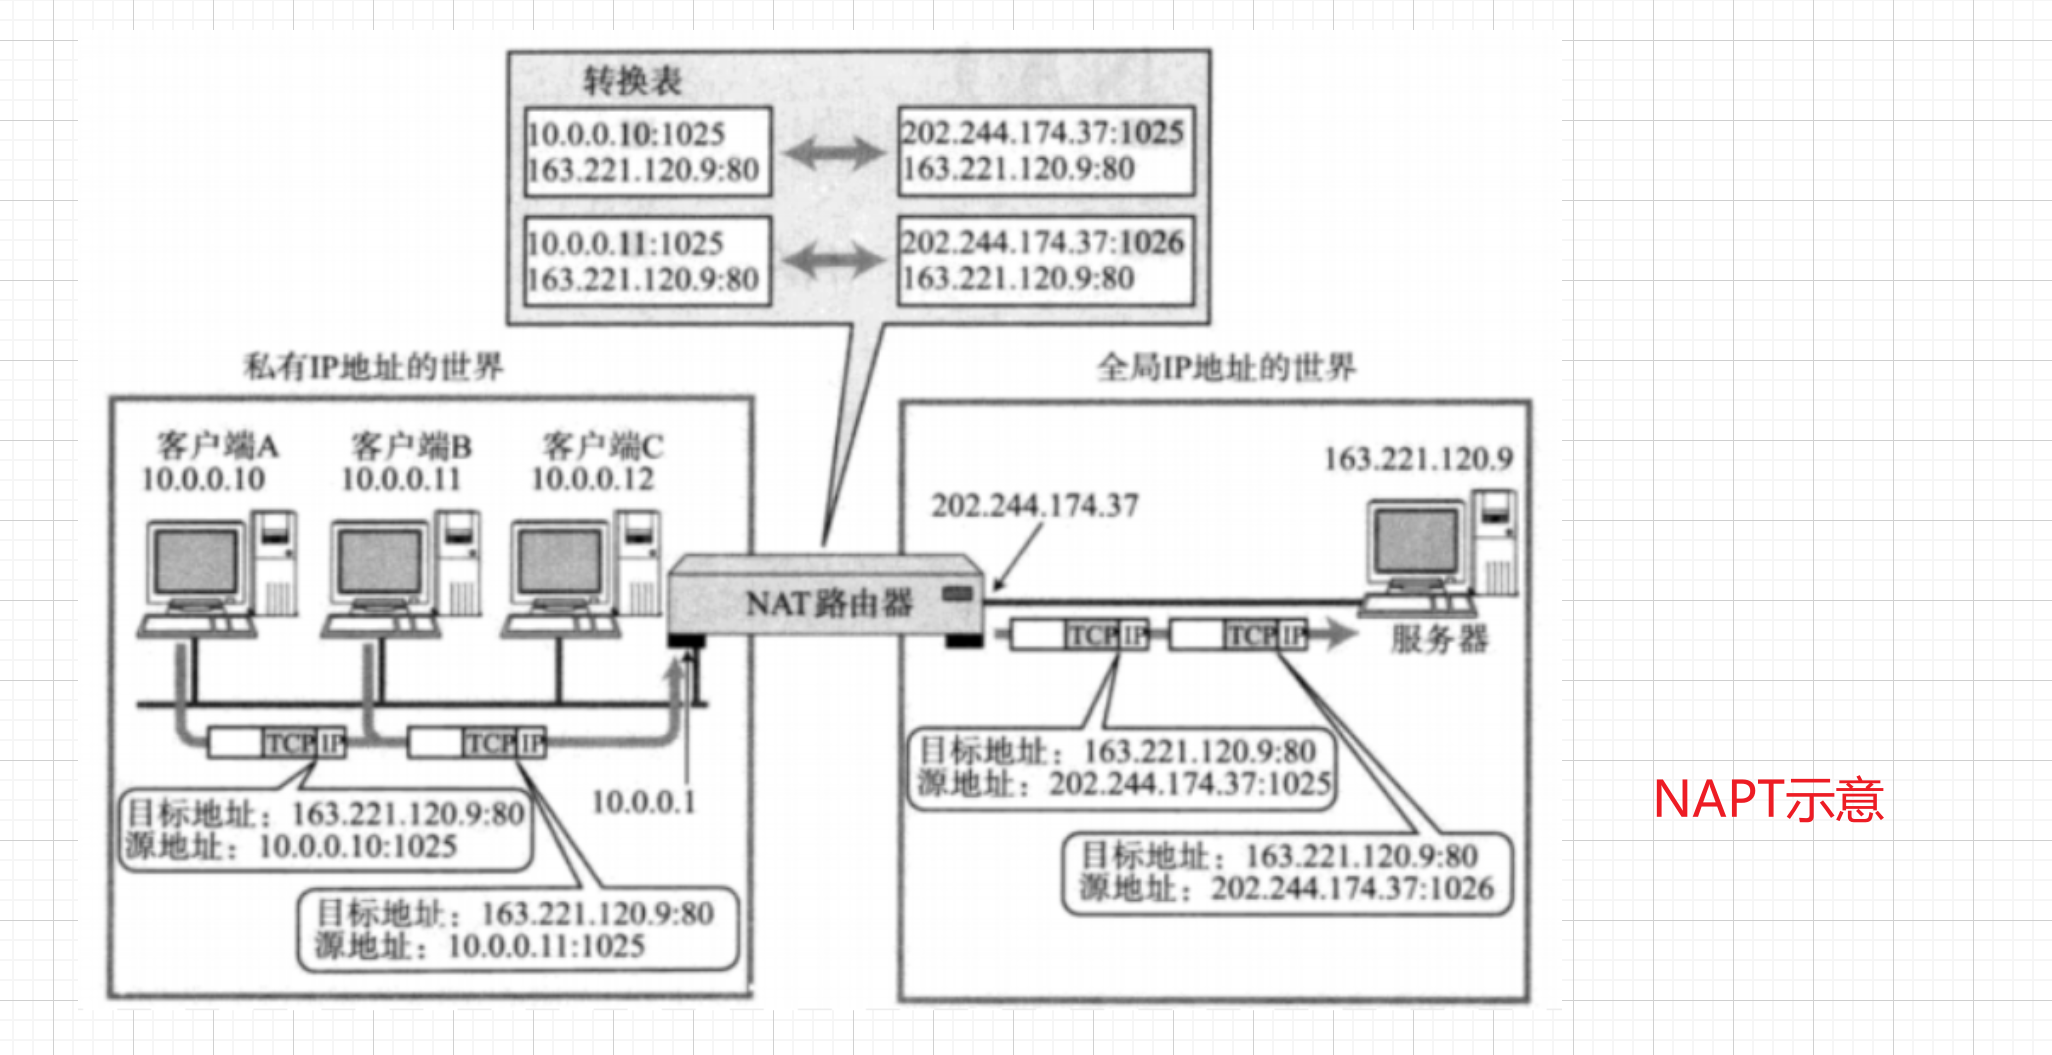 转换表
10.0.0.10:1025
163.221.120.9:80
202.244.174.37:1025
163.221.120.9:80
10.0.0.11:1025
163.221.120.9:80
202.244.174.37:1026
163.221.120.9:80
私有IP地址的世界
全局IP地址的世界
客户端A
10.0.0.10
客户端B
10.0.0.11
客户端C
10.0.0.12
163.221.120.9
202.244.174.37
NAT路由器
服务器
TCP IP
TCP IP
TCP IP
TCP IP
目标地址：163.221.120.9:80
源地址：10.0.0.10:1025
10.0.0.1
目标地址：163.221.120.9:80
源地址：10.0.0.11:1025
目标地址：163.221.120.9:80
源地址：202.244.174.37:1025
目标地址：163.221.120.9:80
源地址：202.244.174.37:1026
NAPT示意